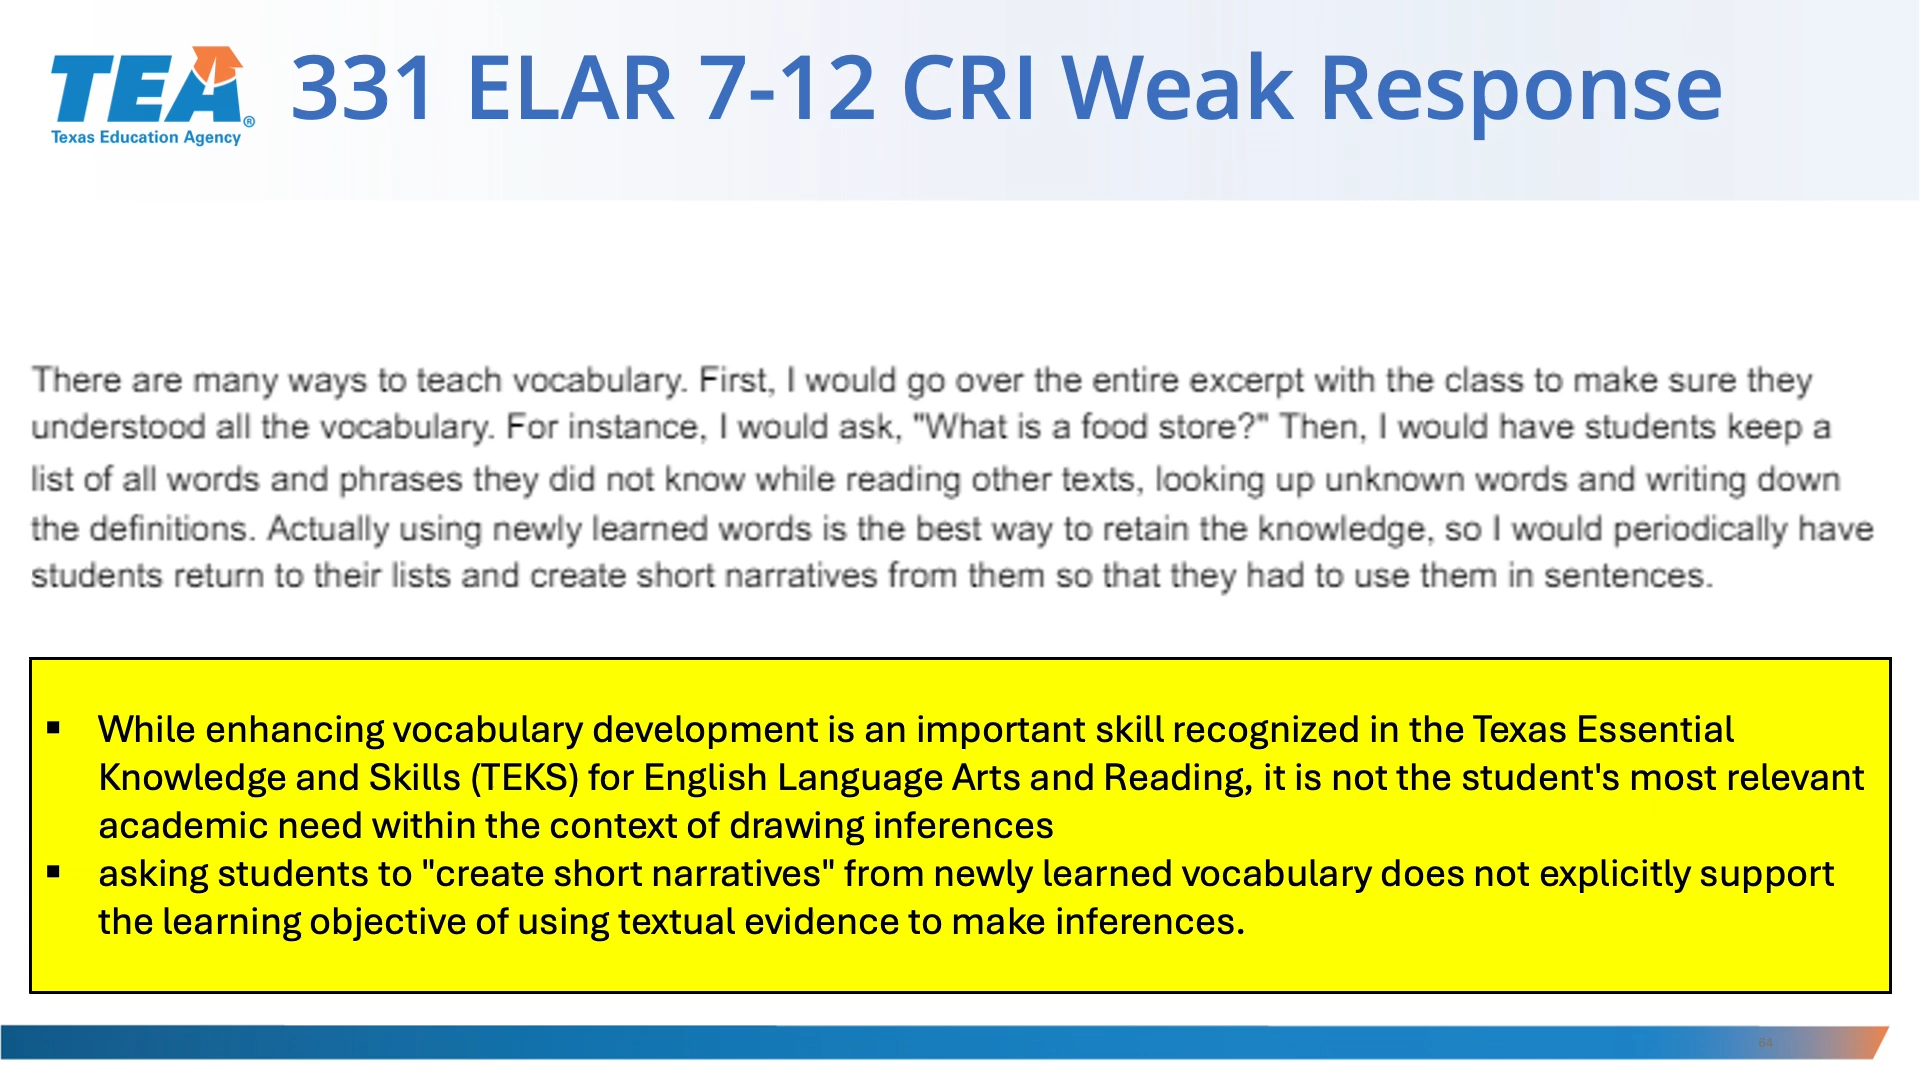 TEA®
Texas Education Agency
331 ELAR 7-12 CRI Weak Response
There are many ways to teach vocabulary. First, I would go over the entire excerpt with the class to make sure they
understood all the vocabulary. For instance, I would ask, "What is a food store?" Then, I would have students keep a
list of all words and phrases they did not know while reading other texts, looking up unknown words and writing down
the definitions. Actually using newly learned words is the best way to retain the knowledge, so I would periodically have
students return to their lists and create short narratives from them so that they had to use them in sentences.
▪ While enhancing vocabulary development is an important skill recognized in the Texas Essential
Knowledge and Skills (TEKS) for English Language Arts and Reading, it is not the student's most relevant
academic need within the context of drawing inferences
▪ asking students to "create short narratives" from newly learned vocabulary does not explicitly support
the learning objective of using textual evidence to make inferences.
64